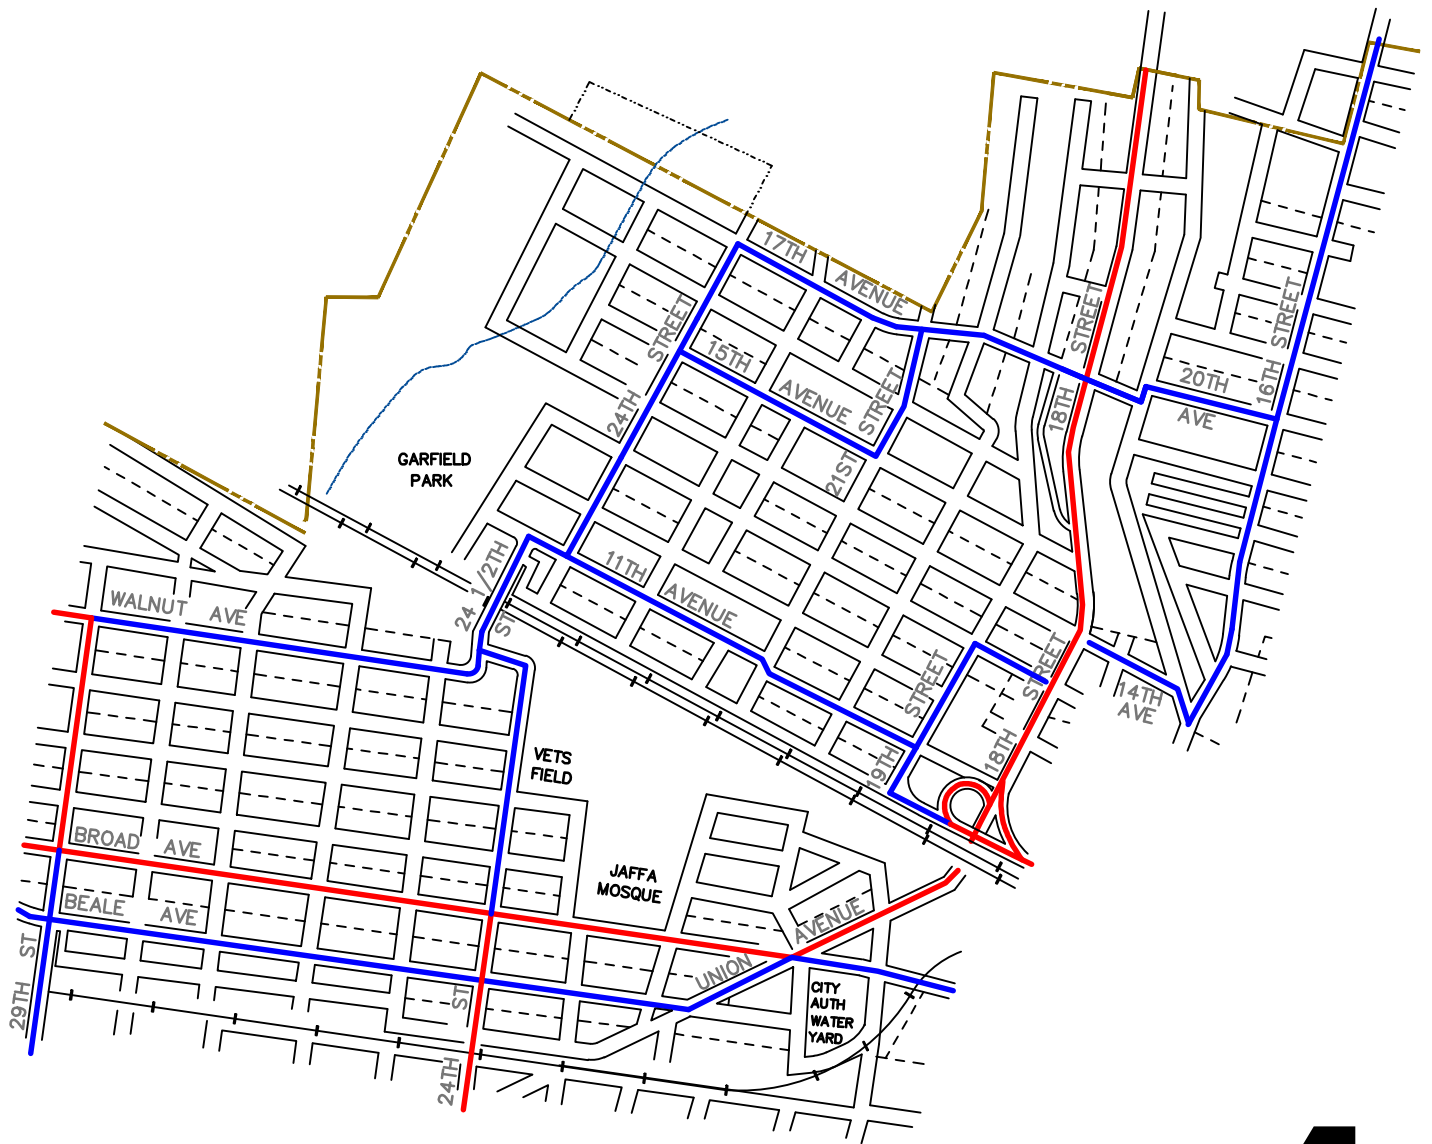 17TH
AVENUE
STREET
24TH
15TH
AVENUE
STREET
21ST
STREET
18TH
STREET
16TH
20TH
AVE
GARFIELD
PARK
24 1/2TH
ST
11TH
AVENUE
WALNUT AVE
STREET
19TH
STREET
18TH
14TH
AVE
VETS
FIELD
BROAD AVE
JAFFA
MOSQUE
BEALE AVE
AVENUE
UNION
ST
29TH
ST
24TH
CITY
AUTH
WATER
YARD